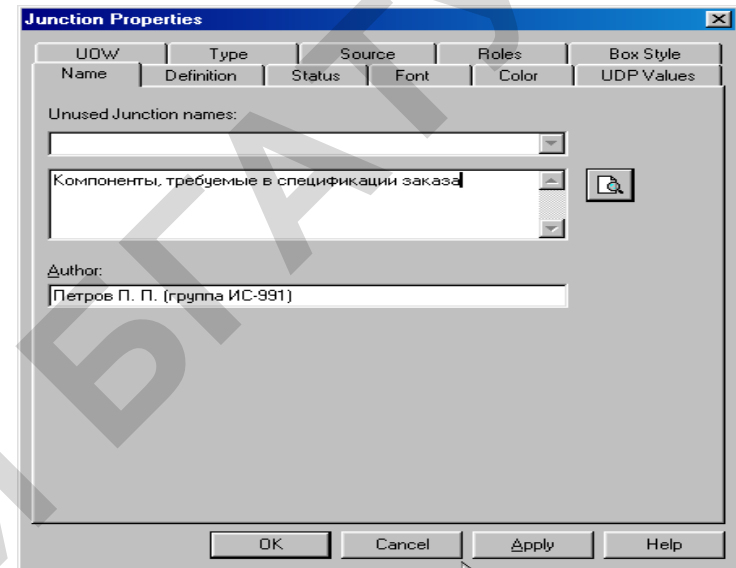 Junction Properties
UOW Type Source Roles Box Style
Name Definition Status Font Color UDP Values
Unused Junction names:
Компоненты, требуемые в спецификации заказа
Author:
Петров П. П. (группа ИС-991)
OK Cancel Apply Help
БГАТУ